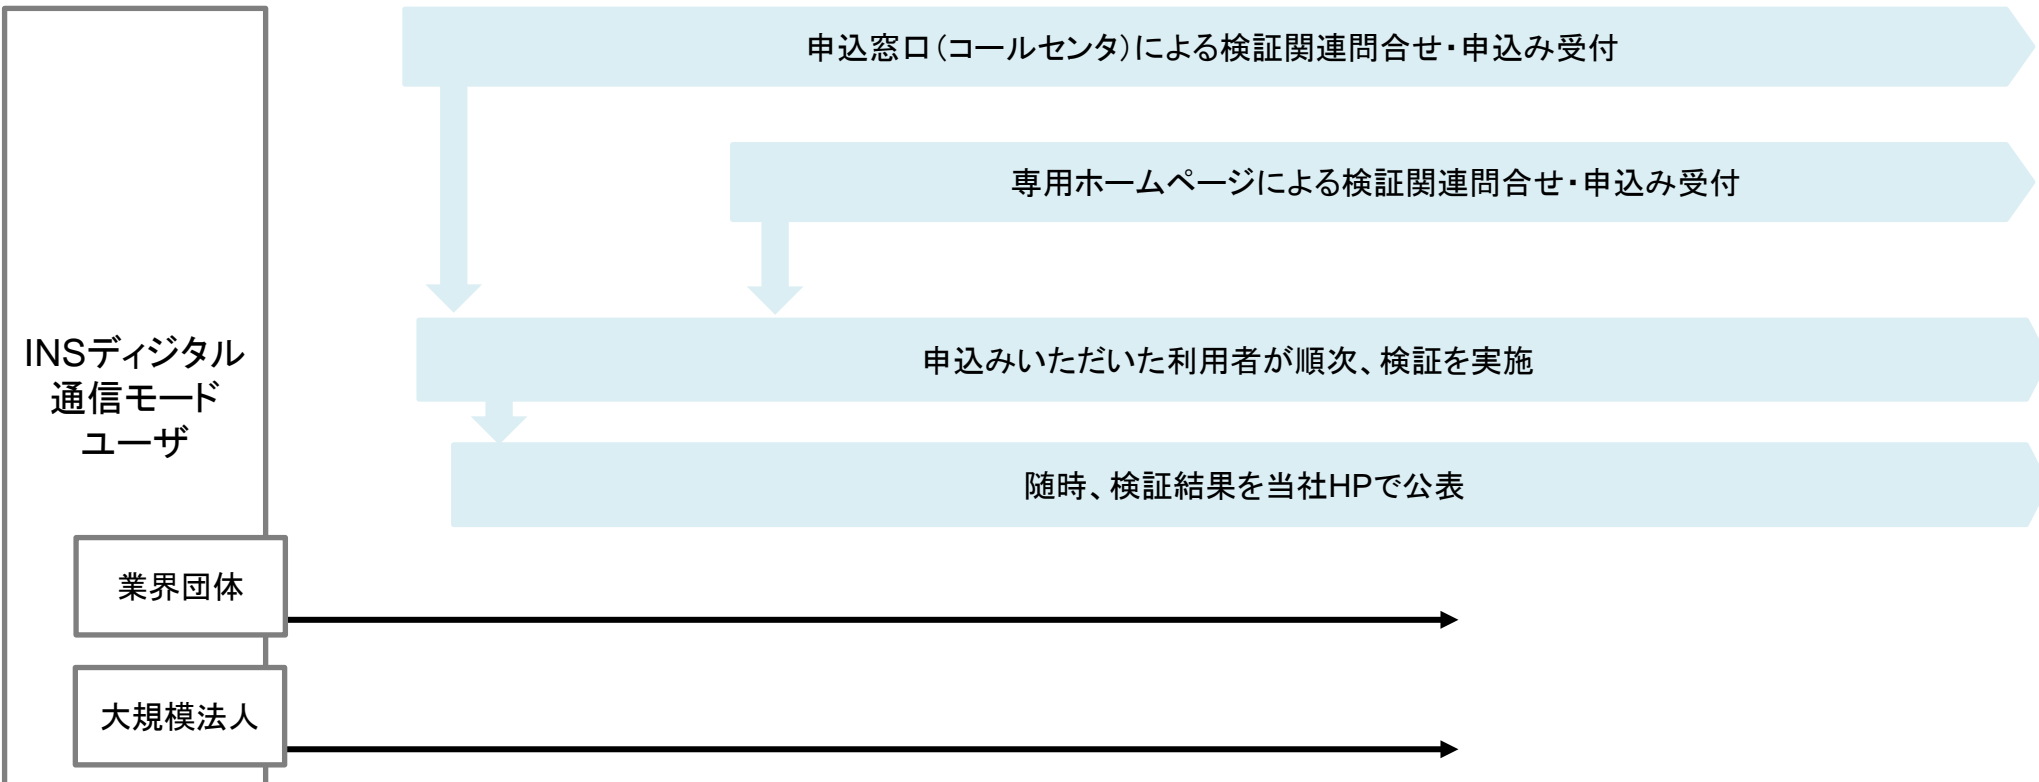 申込窓口(コールセンタ)による検証関連問合せ・申込み受付
専用ホームページによる検証関連問合せ・申込み受付
INSディジタル
通信モード
ユーザ
申込みいただいた利用者が順次、検証を実施
随時、検証結果を当社HPで公表
業界団体
大規模法人